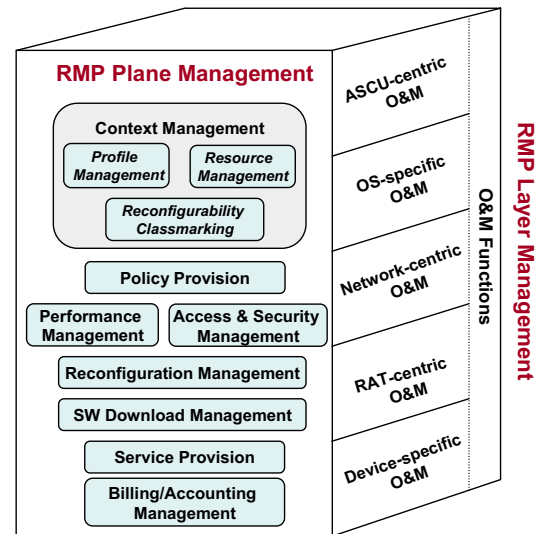 RMP Plane Management
Context Management
Profile
Management
Resource
Management
Reconfigurability
Classmarking
Policy Provision
Performance
Management
Access & Security
Management
Reconfiguration Management
SW Download Management
Service Provision
Billing/Accounting
Management
ASCU-centric
O&M
OS-specific
O&M
Network-centric
O&M
RAT-centric
O&M
Device-specific
O&M
O&M Functions
RMP Layer Management